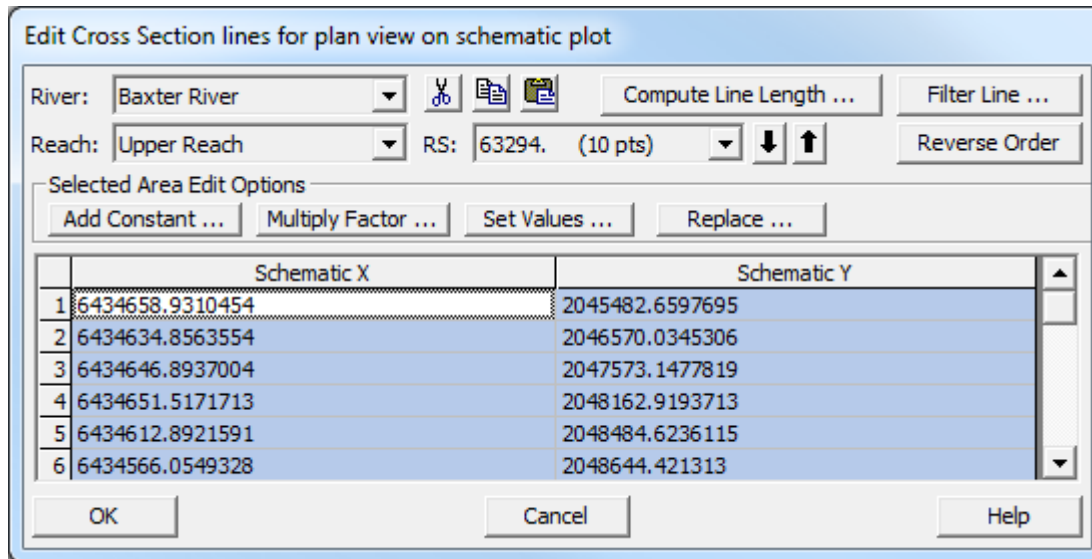 Edit Cross Section lines for plan view on schematic plot
River: Baxter River Compute Line Length ... Filter Line ...
Reach: Upper Reach RS: 63294. (10 pts) Reverse Order
Selected Area Edit Options
Add Constant ... Multiply Factor ... Set Values ... Replace ...
Schematic X Schematic Y
1 6434658.9310454 2045482.6597695
2 6434634.8563554 2046570.0345306
3 6434646.8937004 2047573.1477819
4 6434651.5171713 2048162.9193713
5 6434612.8921591 2048484.6236115
6 6434566.0549328 2048644.421313
OK Cancel Help